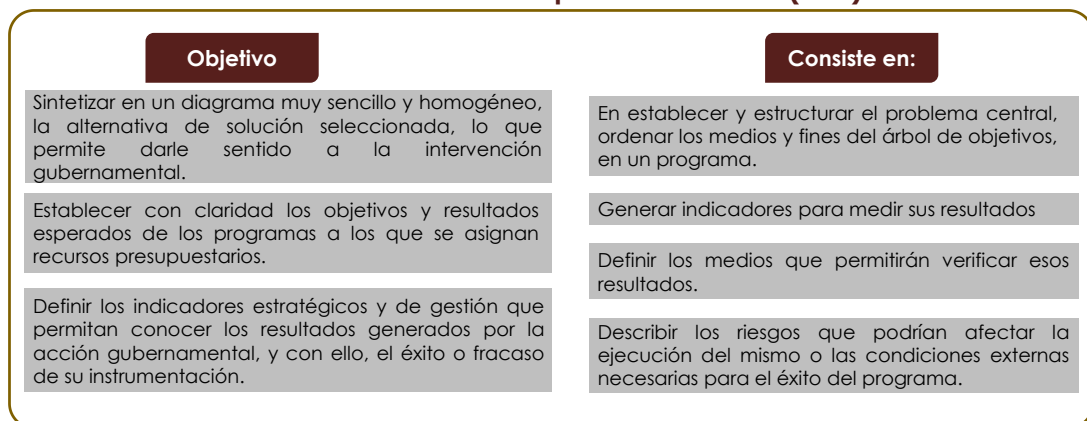 Objetivo
Sintetizar en un diagrama muy sencillo y homogéneo,
la alternativa de solución seleccionada, lo que
permite darle sentido a la intervención
gubernamental.
Establecer con claridad los objetivos y resultados
esperados de los programas a los que se asignan
recursos presupuestarios.
Definir los indicadores estratégicos y de gestión que
permitan conocer los resultados generados por la
acción gubernamental, y con ello, el éxito o fracaso
de su instrumentación.
Consiste en:
En establecer y estructurar el problema central,
ordenar los medios y fines del árbol de objetivos,
en un programa.
Generar indicadores para medir sus resultados
Definir los medios que permitirán verificar esos
resultados.
Describir los riesgos que podrían afectar la
ejecución del mismo o las condiciones externas
necesarias para el éxito del programa.